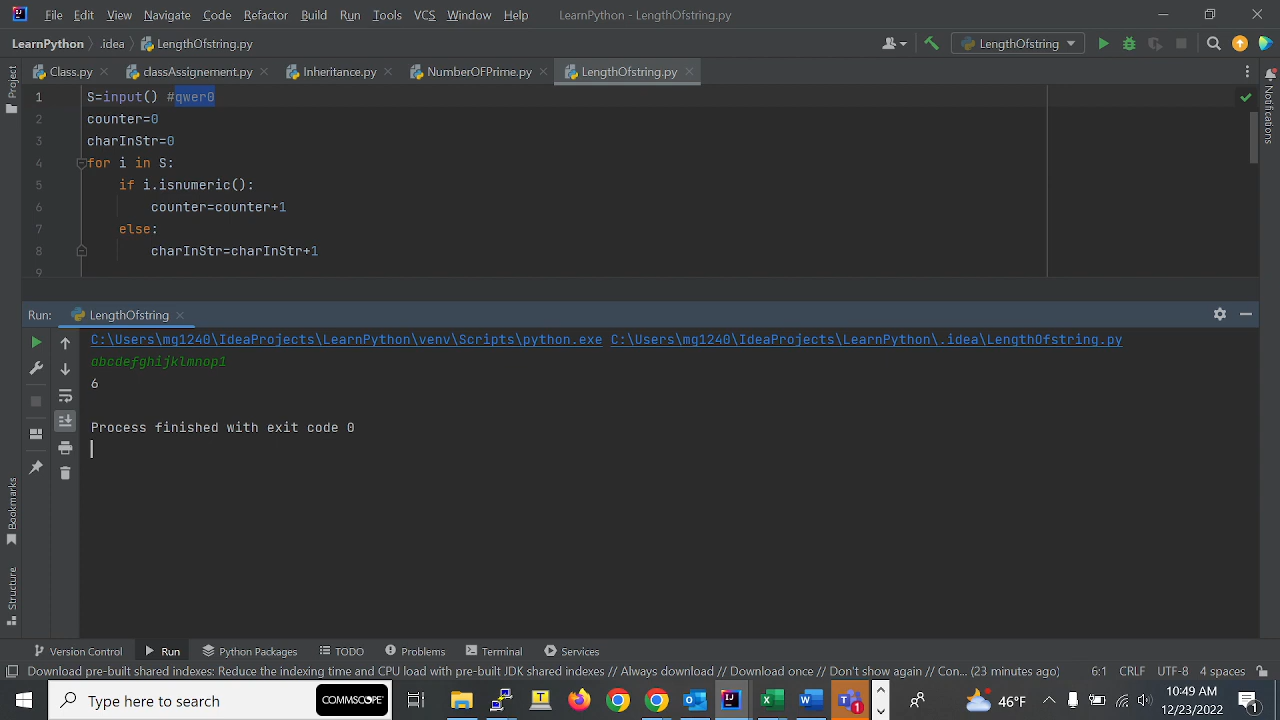 File Edit View Navigate Code Refactor Build Run Tools VCS Window Help LearnPython - LengthOfstring.py
LearnPython .idea LengthOfstring.py LengthOfstring
Project Class.py classAssignement.py Inheritance.py NumberOFPrime.py LengthOfstring.py Notifications
1 S=input() #qwer0
2 counter=0
3 charInStr=0
4 for i in S:
5 if i.isnumeric():
6 counter=counter+1
7 else:
8 charInStr=charInStr+1
9
Run: LengthOfstring
C:\Users\mg1240\IdeaProjects\LearnPython\venv\Scripts\python.exe C:\Users\mg1240\IdeaProjects\LearnPython\.idea\LengthOfstring.py
abcdefghijklmnop1
6
Process finished with exit code 0
Bookmarks
Structure
Version Control Run Python Packages TODO Problems Terminal Services
Download pre-built shared indexes: Reduce the indexing time and CPU load with pre-built JDK shared indexes // Always download // Download once // Don't show again // Con... (23 minutes ago) 6:1 CRLF UTF-8 4 spaces
Type here to search COMMSCOPE T 1 46°F 10:49 AM
12/23/2022 1